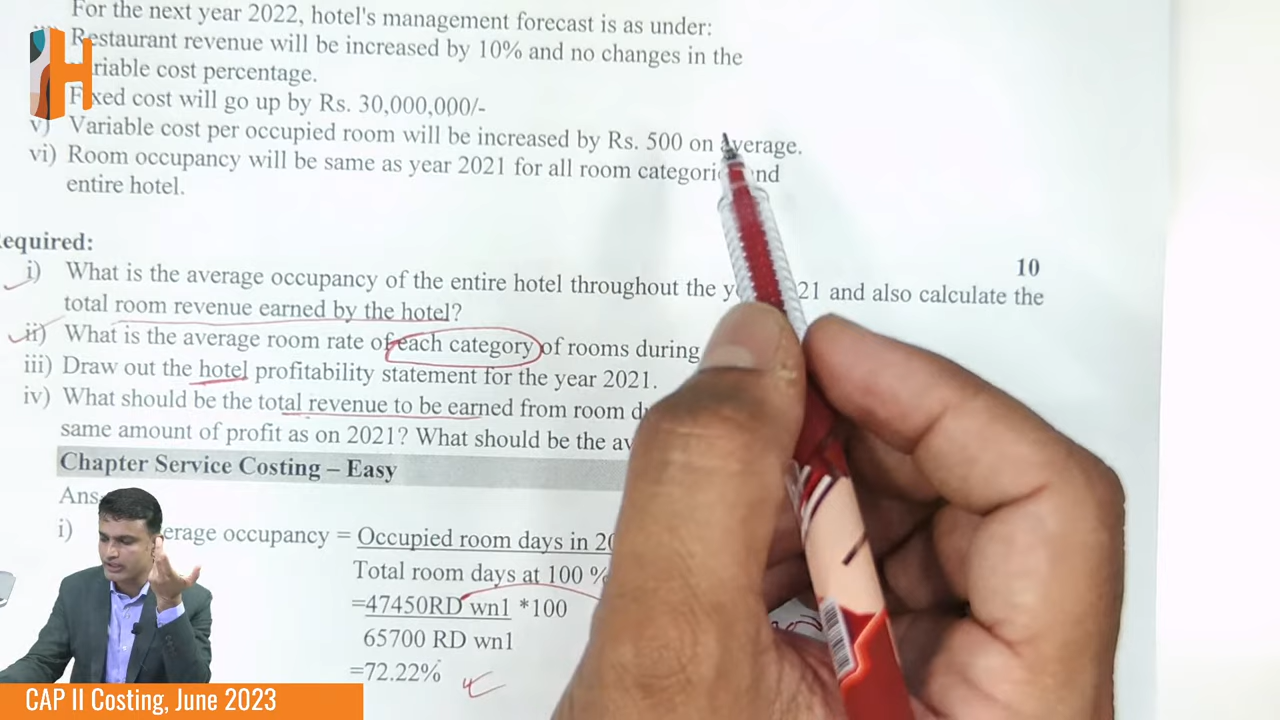 For the next year 2022, hotel's management forecast is as under:
Restaurant revenue will be increased by 10% and no changes in the
variable cost percentage.
Fixed cost will go up by Rs. 30,000,000/-
v) Variable cost per occupied room will be increased by Rs. 500 on average.
vi) Room occupancy will be same as year 2021 for all room categories and
entire hotel.
Required:
10
i) What is the average occupancy of the entire hotel throughout the 21 and also calculate the
total room revenue earned by the hotel?
ii) What is the average room rate of each category of rooms during
iii) Draw out the hotel profitability statement for the year 2021.
iv) What should be the total revenue to be earned from room
same amount of profit as on 2021? What should be the
Chapter Service Costing – Easy
Ans
i) erage occupancy = Occupied room days in
Total room days at 100 %
=47450RD wn1 *100
65700 RD wn1
=72.22%
H
CAP II Costing, June 2023